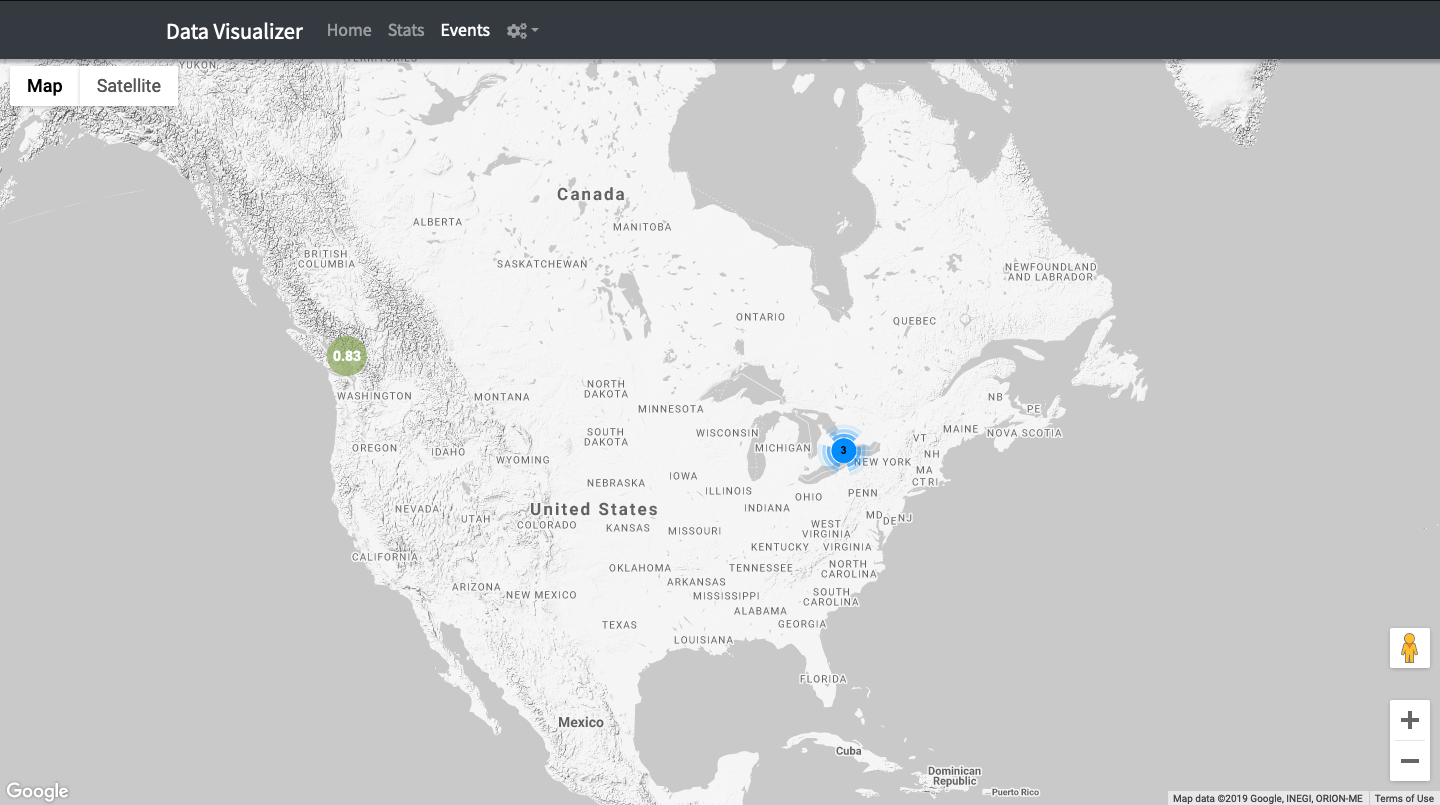 Data Visualizer Home Stats Events
TERRITORIES
YUKON
Map Satellite
Canada
ALBERTA
MANITOBA
BRITISH
COLUMBIA
SASKATCHEWAN
NEWFOUNDLAND
AND LABRADOR
ONTARIO
QUEBEC
0.83
WASHINGTON
MONTANA
NORTH
DAKOTA
MINNESOTA
NB
PE
NOVA SCOTIA
MAINE
VT
NH
WISCONSIN
MICHIGAN
3
NEW YORK
MA
CT RI
OREGON
IDAHO
SOUTH
DAKOTA
WYOMING
NEBRASKA
IOWA
ILLINOIS
INDIANA
OHIO
PENN
MD
DE
NJ
NEVADA
UTAH
United States
COLORADO
KANSAS
MISSOURI
WEST
VIRGINIA
KENTUCKY
VIRGINIA
CALIFORNIA
OKLAHOMA
TENNESSEE
NORTH
CAROLINA
ARIZONA
NEW MEXICO
ARKANSAS
MISSISSIPPI
SOUTH
CAROLINA
ALABAMA
GEORGIA
TEXAS
LOUISIANA
FLORIDA
Mexico
Cuba
Dominican
Republic
Puerto Rico
Google
Map data ©2019 Google, INEGI, ORION-ME Terms of Use